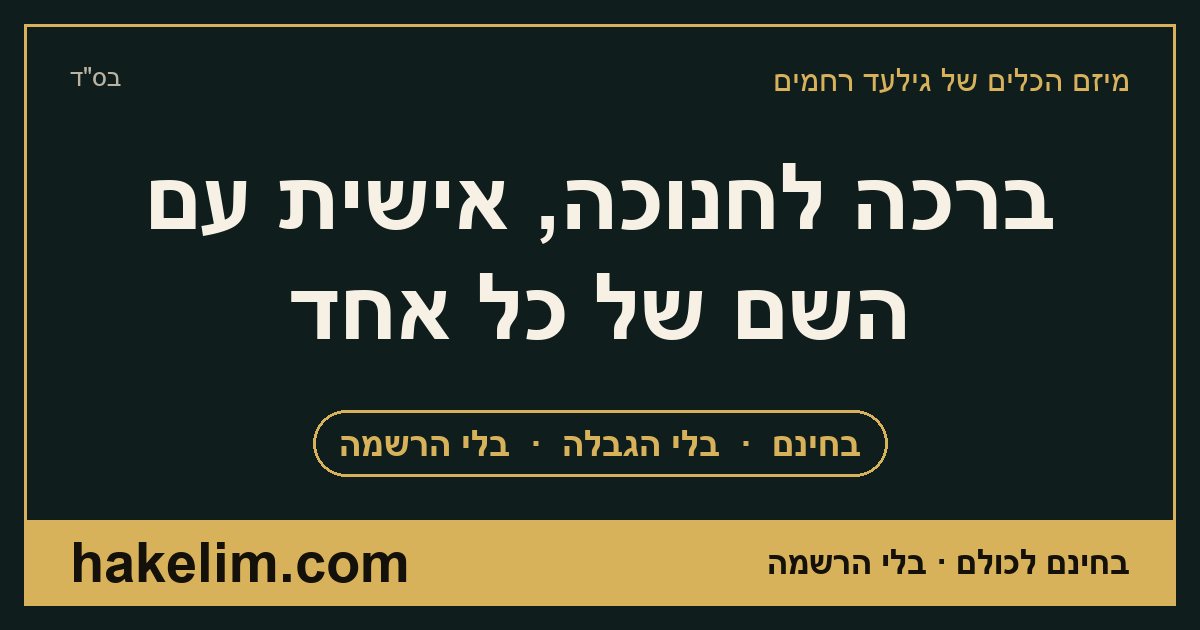 מיזם הכלים של גילעד רחמים
בס"ד
ברכה לחנוכה, אישית עם
השם של כל אחד
בחינם · בלי הגבלה · בלי הרשמה
בחינם לכולם · בלי הרשמה
hakelim.com